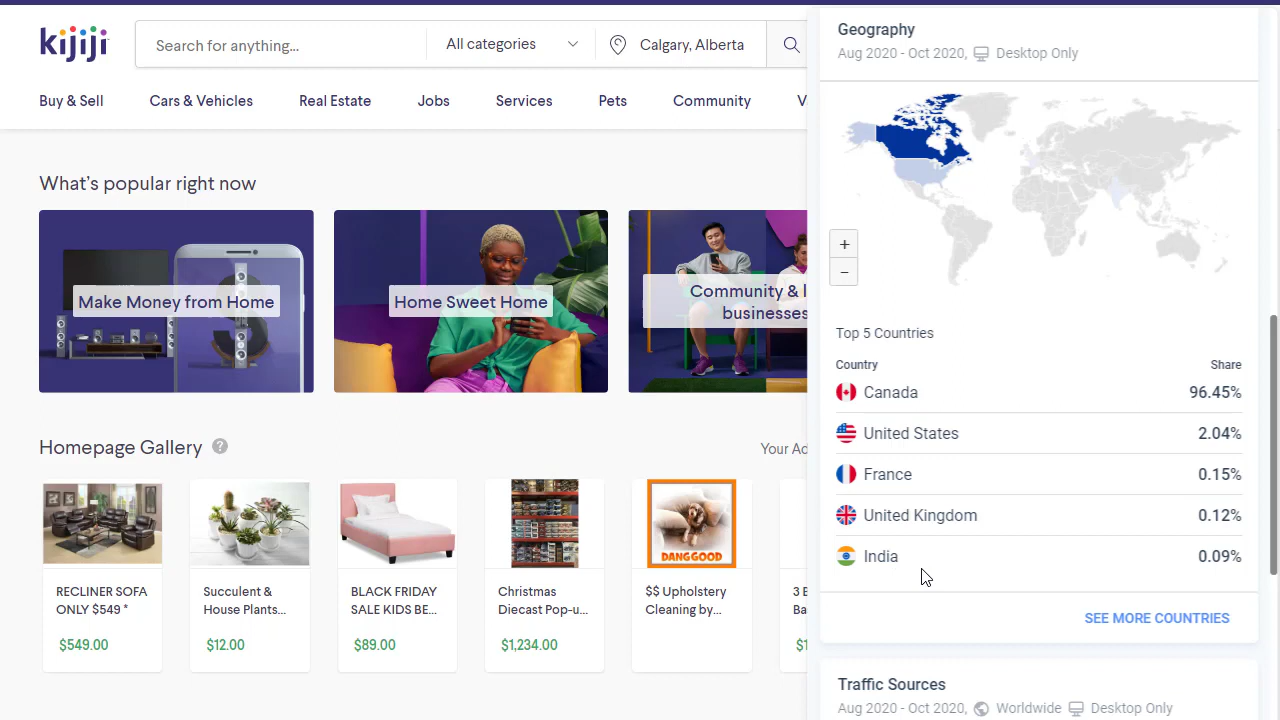 kijiji
Search for anything...
All categories
Calgary, Alberta
Buy & Sell
Cars & Vehicles
Real Estate
Jobs
Services
Pets
Community
V
What's popular right now
Make Money from Home
Home Sweet Home
Community & l
businesses
Homepage Gallery ?
Your Ad
DANGGOOD
RECLINER SOFA
ONLY $549 *
$549.00
Succulent &
House Plants...
$12.00
BLACK FRIDAY
SALE KIDS BE...
$89.00
Christmas
Diecast Pop-u...
$1,234.00
$$ Upholstery
Cleaning by...
3 B
Ba
$1
Geography
Aug 2020 - Oct 2020, Desktop Only
+
−
Top 5 Countries
Country Share
Canada 96.45%
United States 2.04%
France 0.15%
United Kingdom 0.12%
India 0.09%
SEE MORE COUNTRIES
Traffic Sources
Aug 2020 - Oct 2020, Worldwide Desktop Only